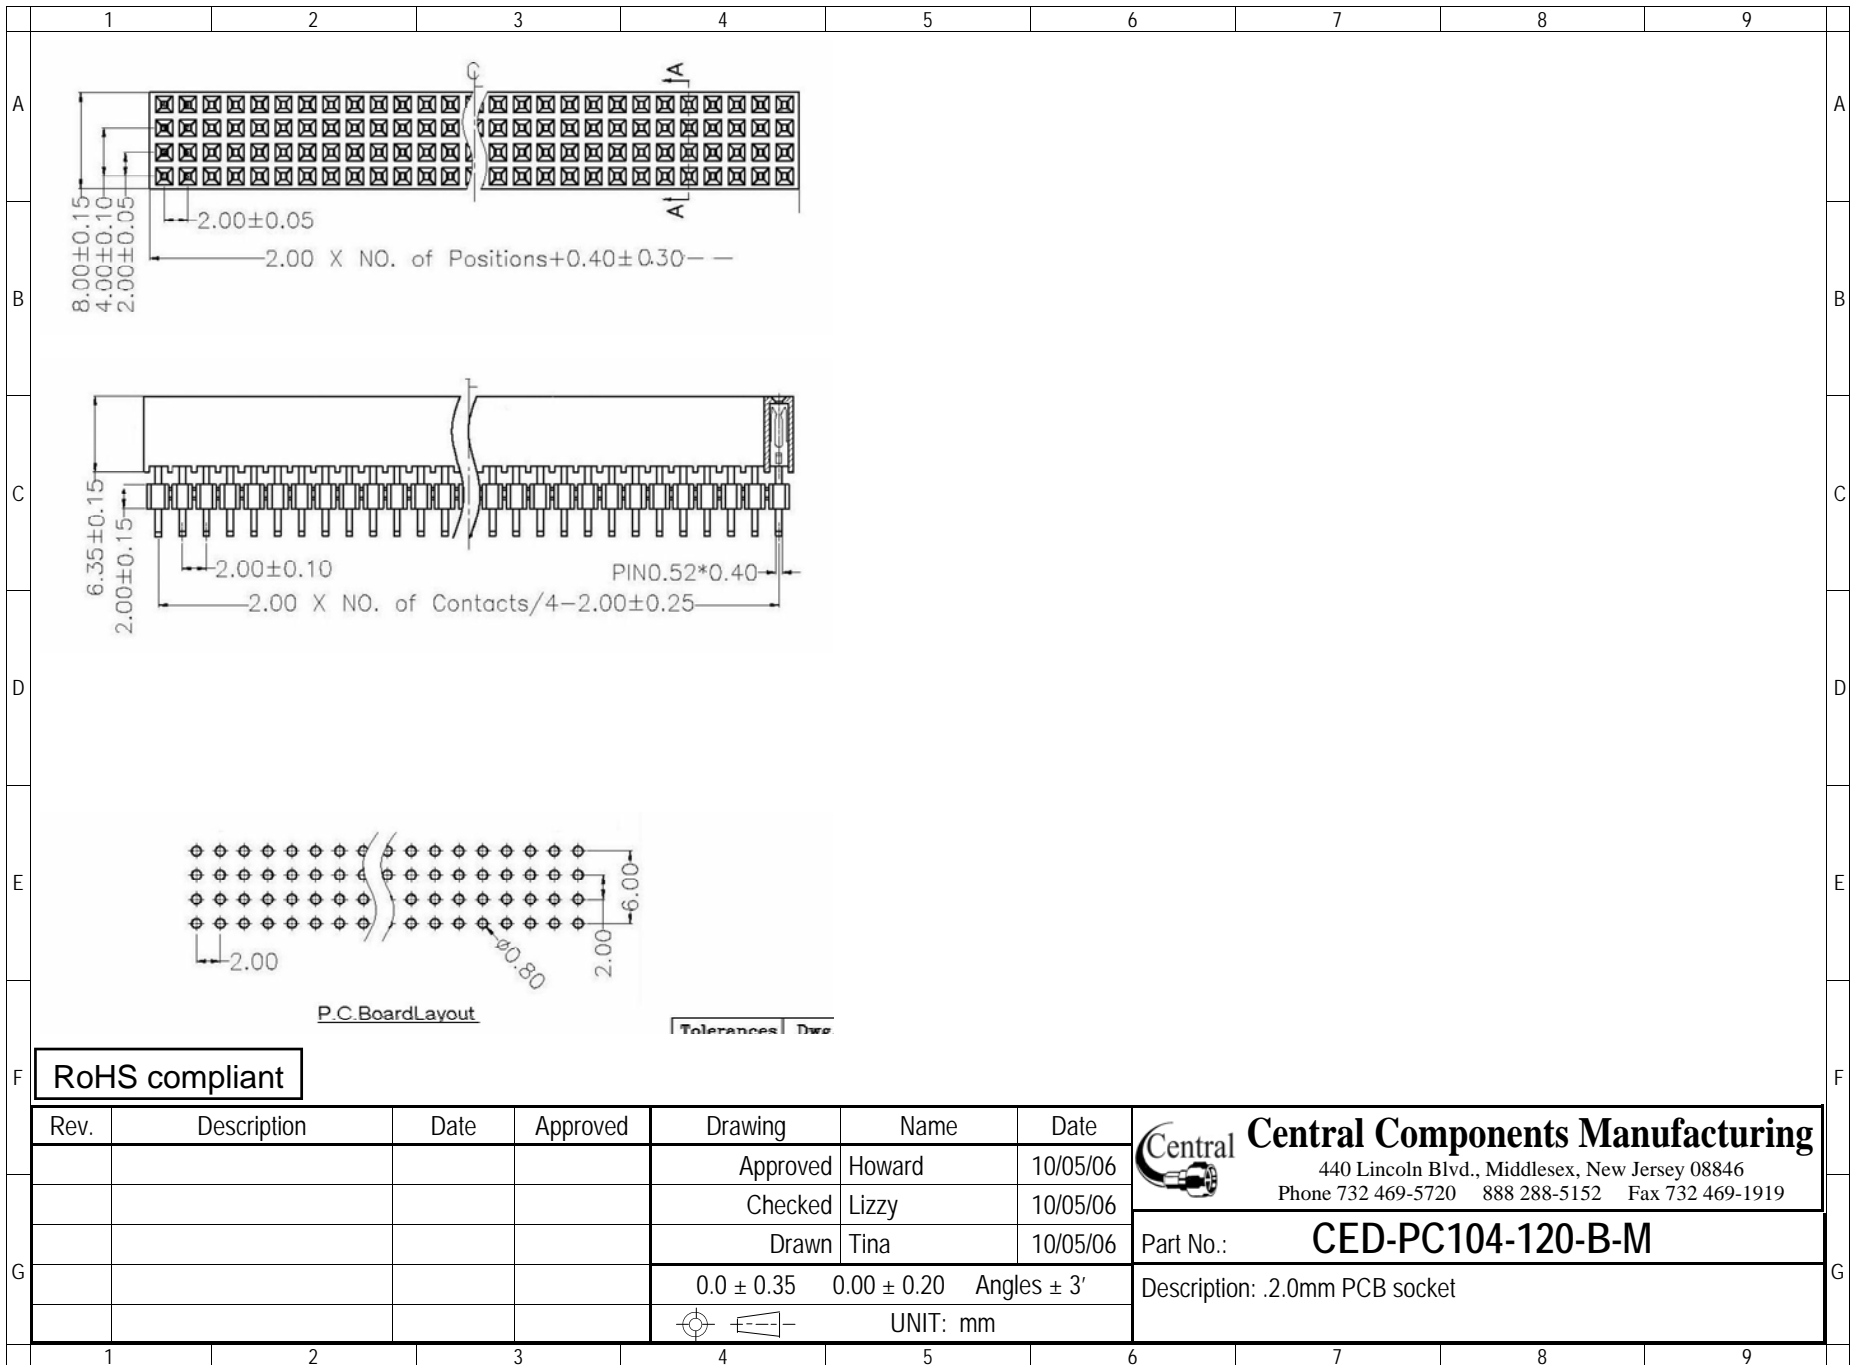 1 2 3 4 5 6 7 8 9
A A
A
A
8.00±0.15
4.00±0.10
2.00±0.05
2.00±0.05
2.00 X NO. of Positions+0.40±0.30
B B
C C
6.35±0.15
2.00±0.15
2.00±0.10
PIN0.52*0.40
2.00 X NO. of Contacts/4-2.00±0.25
D D
E E
6.00
2.00
2.00
ø0.80
P.C.BoardLayout
Tolerances Dwg.
F F
RoHS compliant
Rev. Description Date Approved Drawing Name Date
Approved Howard 10/05/06
Checked Lizzy 10/05/06
Drawn Tina 10/05/06
0.0 ± 0.35 0.00 ± 0.20 Angles ± 3′
UNIT: mm
Central
Central Components Manufacturing
440 Lincoln Blvd., Middlesex, New Jersey 08846
Phone 732 469-5720 888 288-5152 Fax 732 469-1919
Part No.: CED-PC104-120-B-M
Description: .2.0mm PCB socket
G G
1 2 3 4 5 6 7 8 9